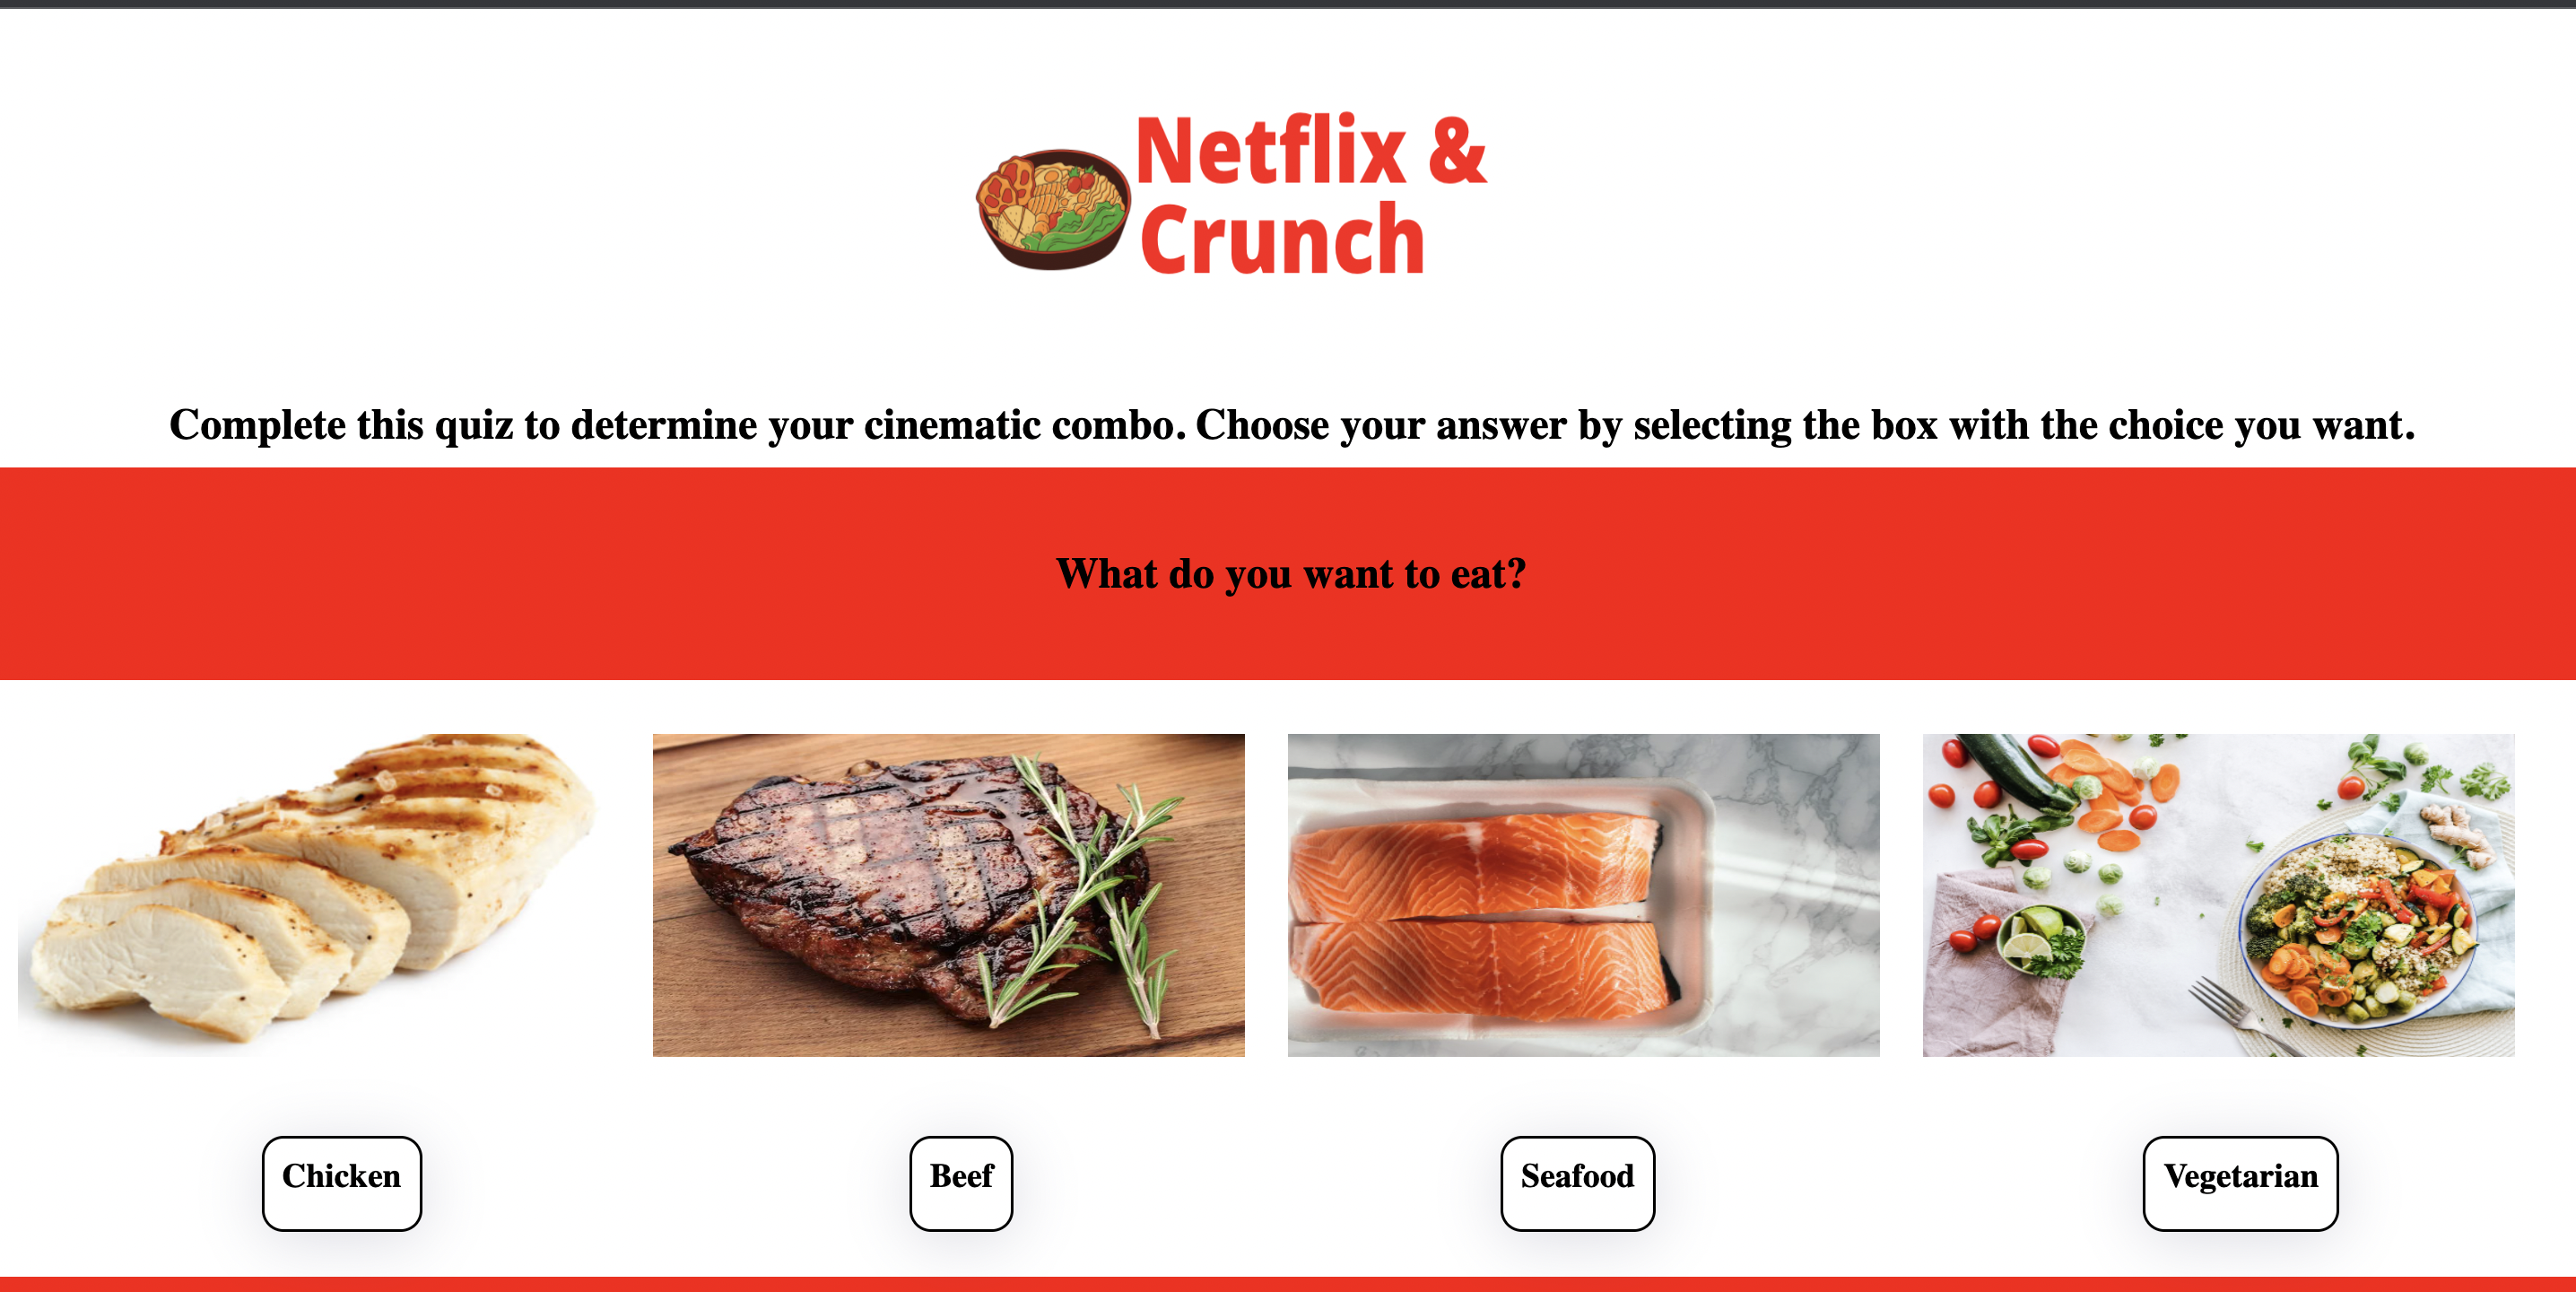 Netflix &
Crunch
Complete this quiz to determine your cinematic combo. Choose your answer by selecting the box with the choice you want.
What do you want to eat?
Chicken
Beef
Seafood
Vegetarian